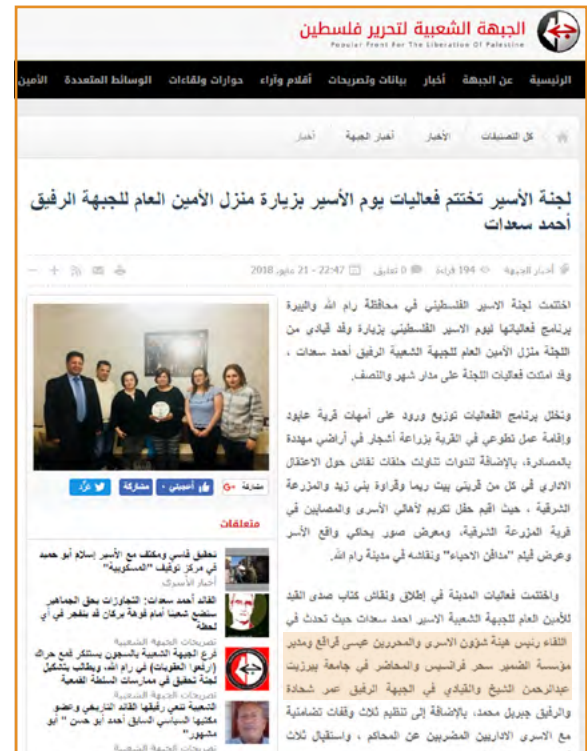 الجبهة الشعبية لتحرير فلسطين
Popular Front For The Liberation Of Palestine
الرئيسية عن الجبهة أخبار بيانات وتصريحات أقلام وآراء حوارات ولقاءات الوسائط المتعددة الأمين
كل التصنيفات الأخبار أخبار الجبهة أخبار
لجنة الأسير تختتم فعاليات يوم الأسير بزيارة منزل الأمين العام للجبهة الرفيق
أحمد سعدات
أخبار الجبهة 194 قراءة 0 تعليق 22:47 - 21 مايو، 2018
اختتمت لجنة الاسير الفلسطيني في محافظة رام الله والبيرة
برنامج فعالياتها ليوم الاسير الفلسطيني بزيارة وفد قيادي من
اللجنة منزل الأمين العام للجبهة الشعبية الرفيق أحمد سعدات ،
وقد امتدت فعاليات اللجنة على مدار شهر والنصف.
وتخلل برنامج الفعاليات توزيع ورود على أمهات قرية عابود
وإقامة عمل تطوعي في القرية بزراعة أشجار في أراضي مهددة
بالمصادرة، بالإضافة لندوات تناولت حلقات نقاش حول الاعتقال
الاداري في كل من قريتي بيت ريما وقراوة بني زيد والمزرعة
الشرقية ، حيث اقيم حفل تكريم لأهالي الأسرى والمصابين في
قرية المزرعة الشرقية، ومعرض صور يحاكي واقع الأسر
وعرض فيلم "مدافن الاحياء" ونقاشه في مدينة رام الله.
واختتمت فعاليات المدينة في إطلاق ونقاش كتاب صدى القيد
للأمين العام للجبهة الشعبية الاسير احمد سعدات حيث تحدث في
اللقاء رئيس هيئة شؤون الاسرى والمحررين عيسى قراقع ومدير
مؤسسة الضمير سحر فرانسيس والمحاضر في جامعة بيرزيت
عبدالرحمن الشيخ والقيادي في الجبهة الرفيق عمر شحادة
والرفيق جبريل محمد، بالإضافة إلى تنظيم ثلاث وقفات تضامنية
مع الاسرى الاداريين المضربين عن المحاكم ، واستقبال ثلاث
مشاركة G+ أعجبني ٠ مشاركة غرّد
متعلقات
تحقيق قاسي ومكثف مع الأسير إسلام أبو حميد
في مركز توقيف "المسكوبية"
أخبار الأسرى
القائد أحمد سعدات: التجاوزات بحق الجماهير
ستضع شعبنا أمام فوهة بركان قد ينفجر في أي
لحظة
تصريحات الجبهة الشعبية
فرع الجبهة الشعبية بالسجون يستنكر قمع حراك
(ارفعوا العقوبات) في رام الله، ويطالب بتشكيل
لجنة تحقيق في ممارسات السلطة القمعية
تصريحات الجبهة الشعبية
الشعبية تنعي رفيقها القائد التاريخي وعضو
مكتبها السياسي السابق أحمد أبو حسن " أبو
مشهور"
تصريحات الجبهة الشعبية